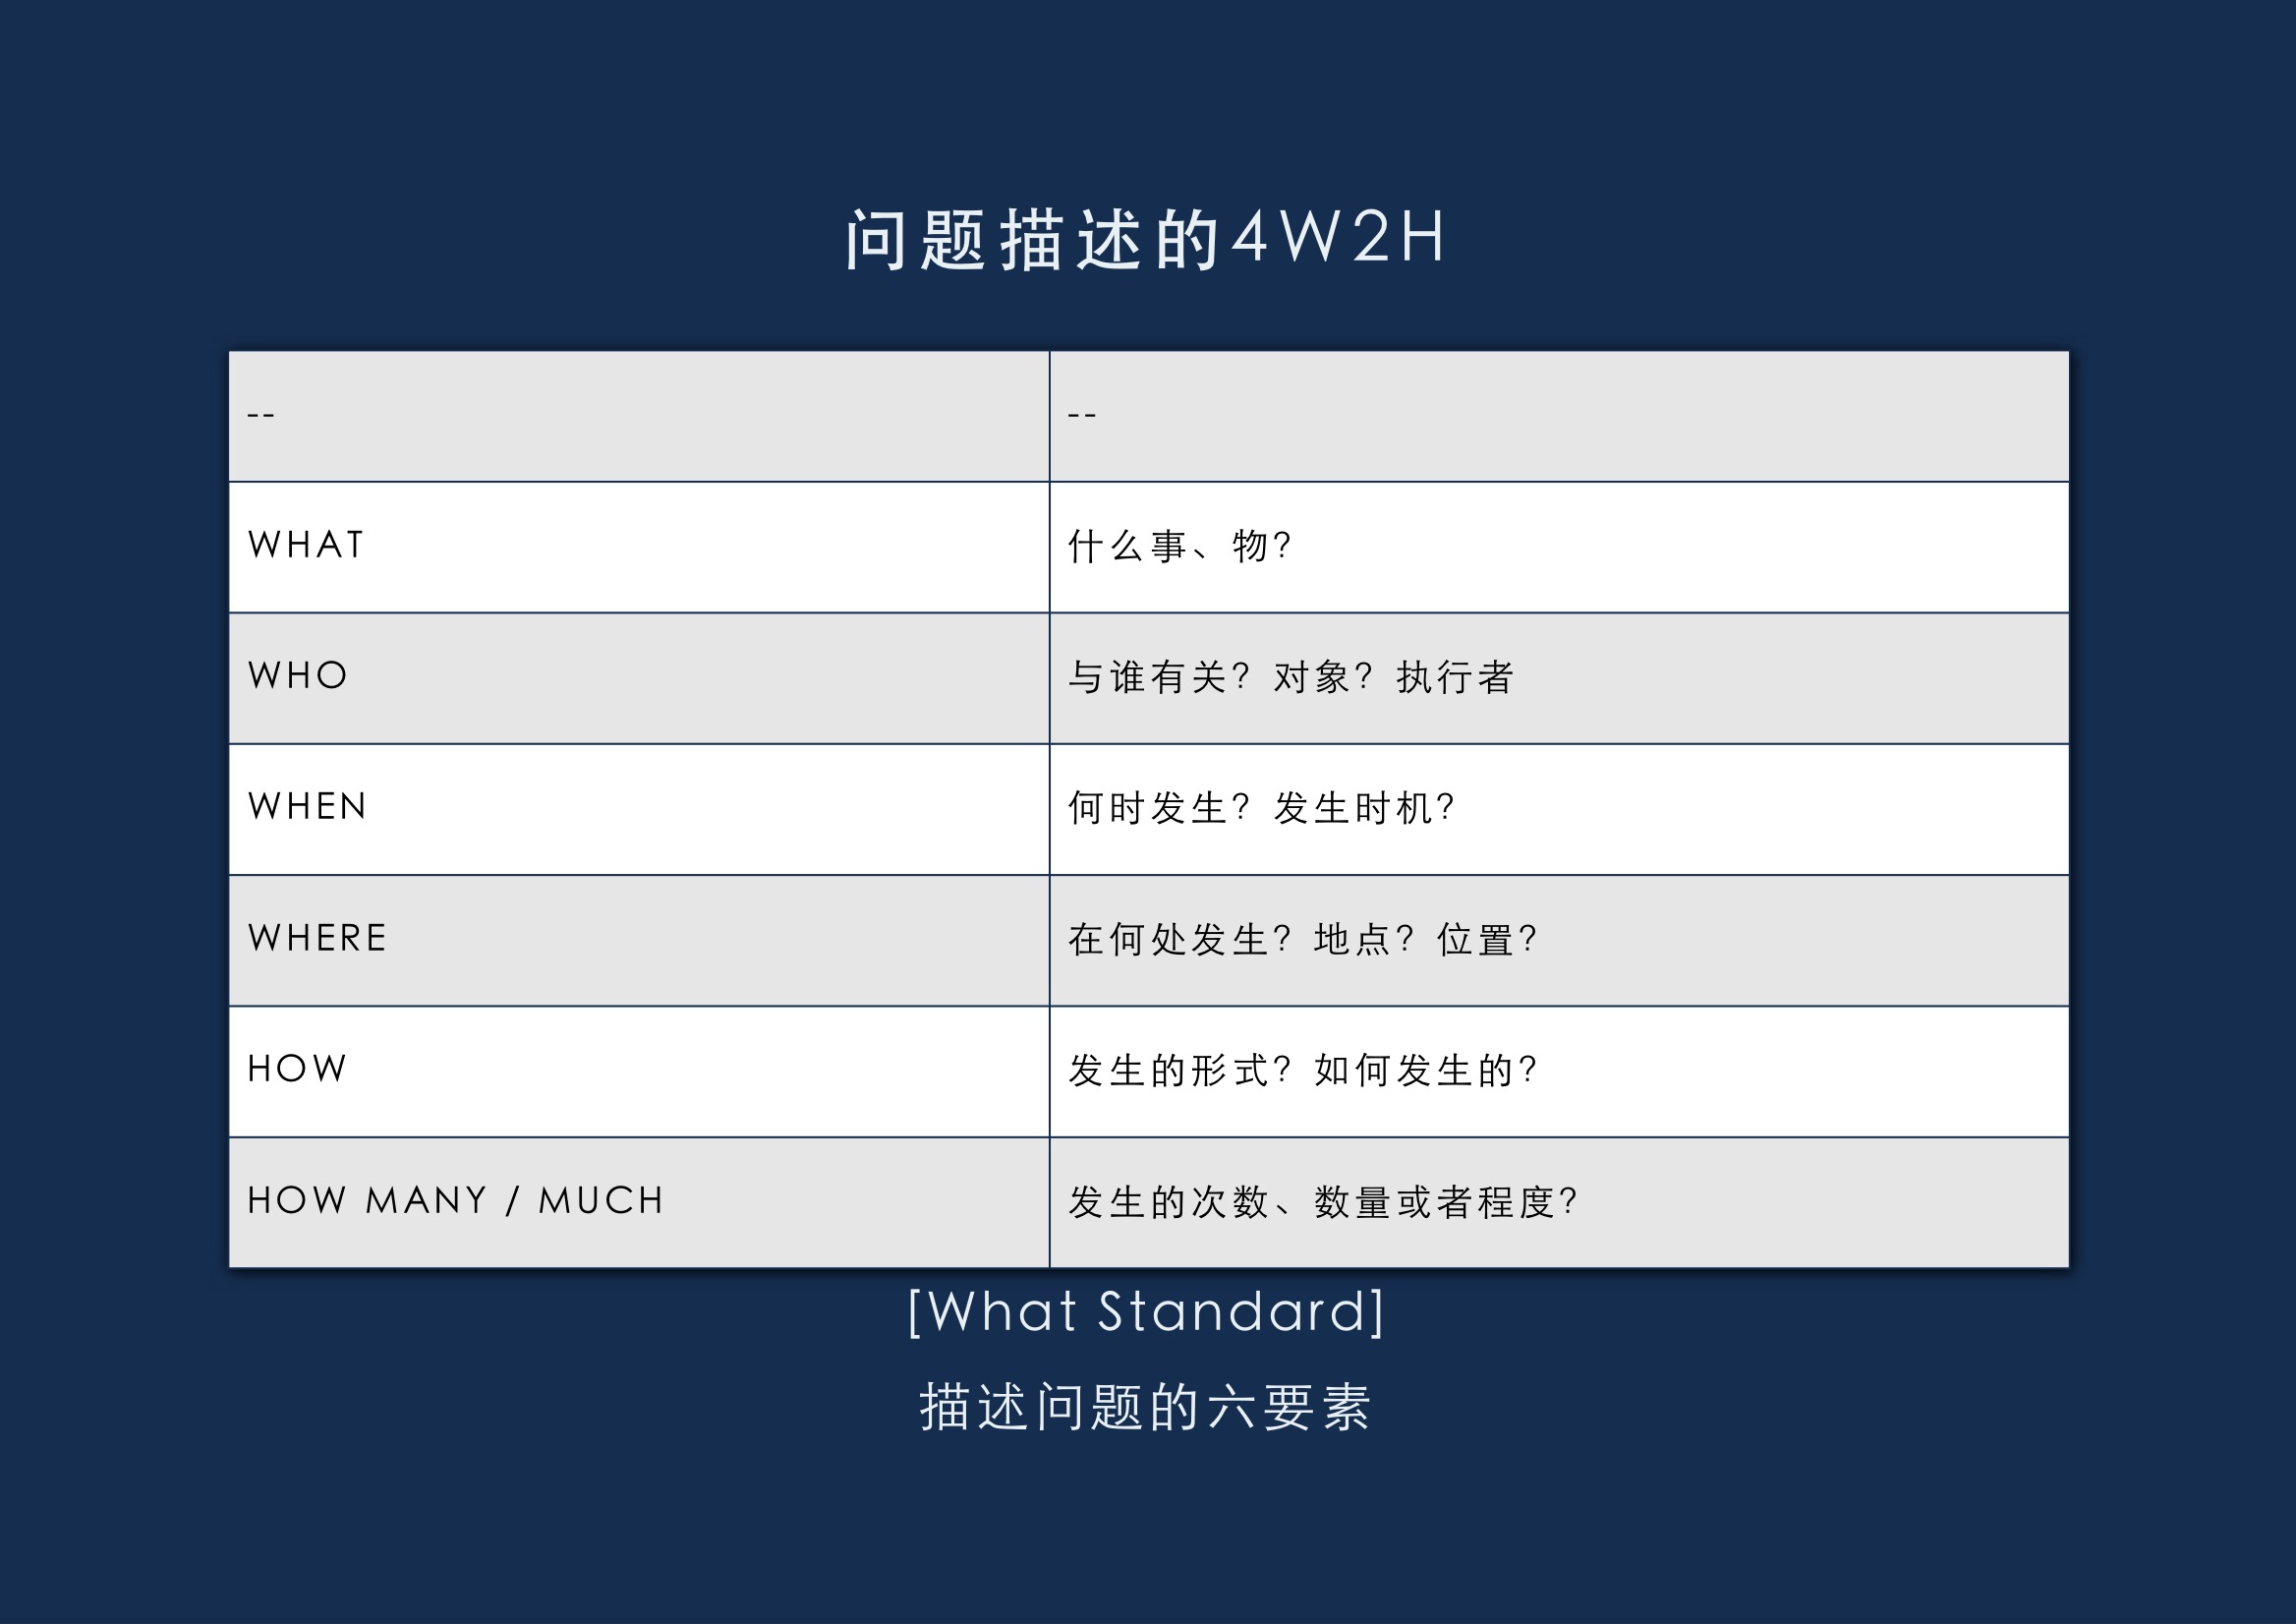 问题描述的4W2H
-- --
WHAT 什么事、物？
WHO 与谁有关？对象？执行者
WHEN 何时发生？发生时机？
WHERE 在何处发生？地点？位置？
HOW 发生的形式？如何发生的？
HOW MANY / MUCH 发生的次数、数量或者程度？
[What Standard]
描述问题的六要素